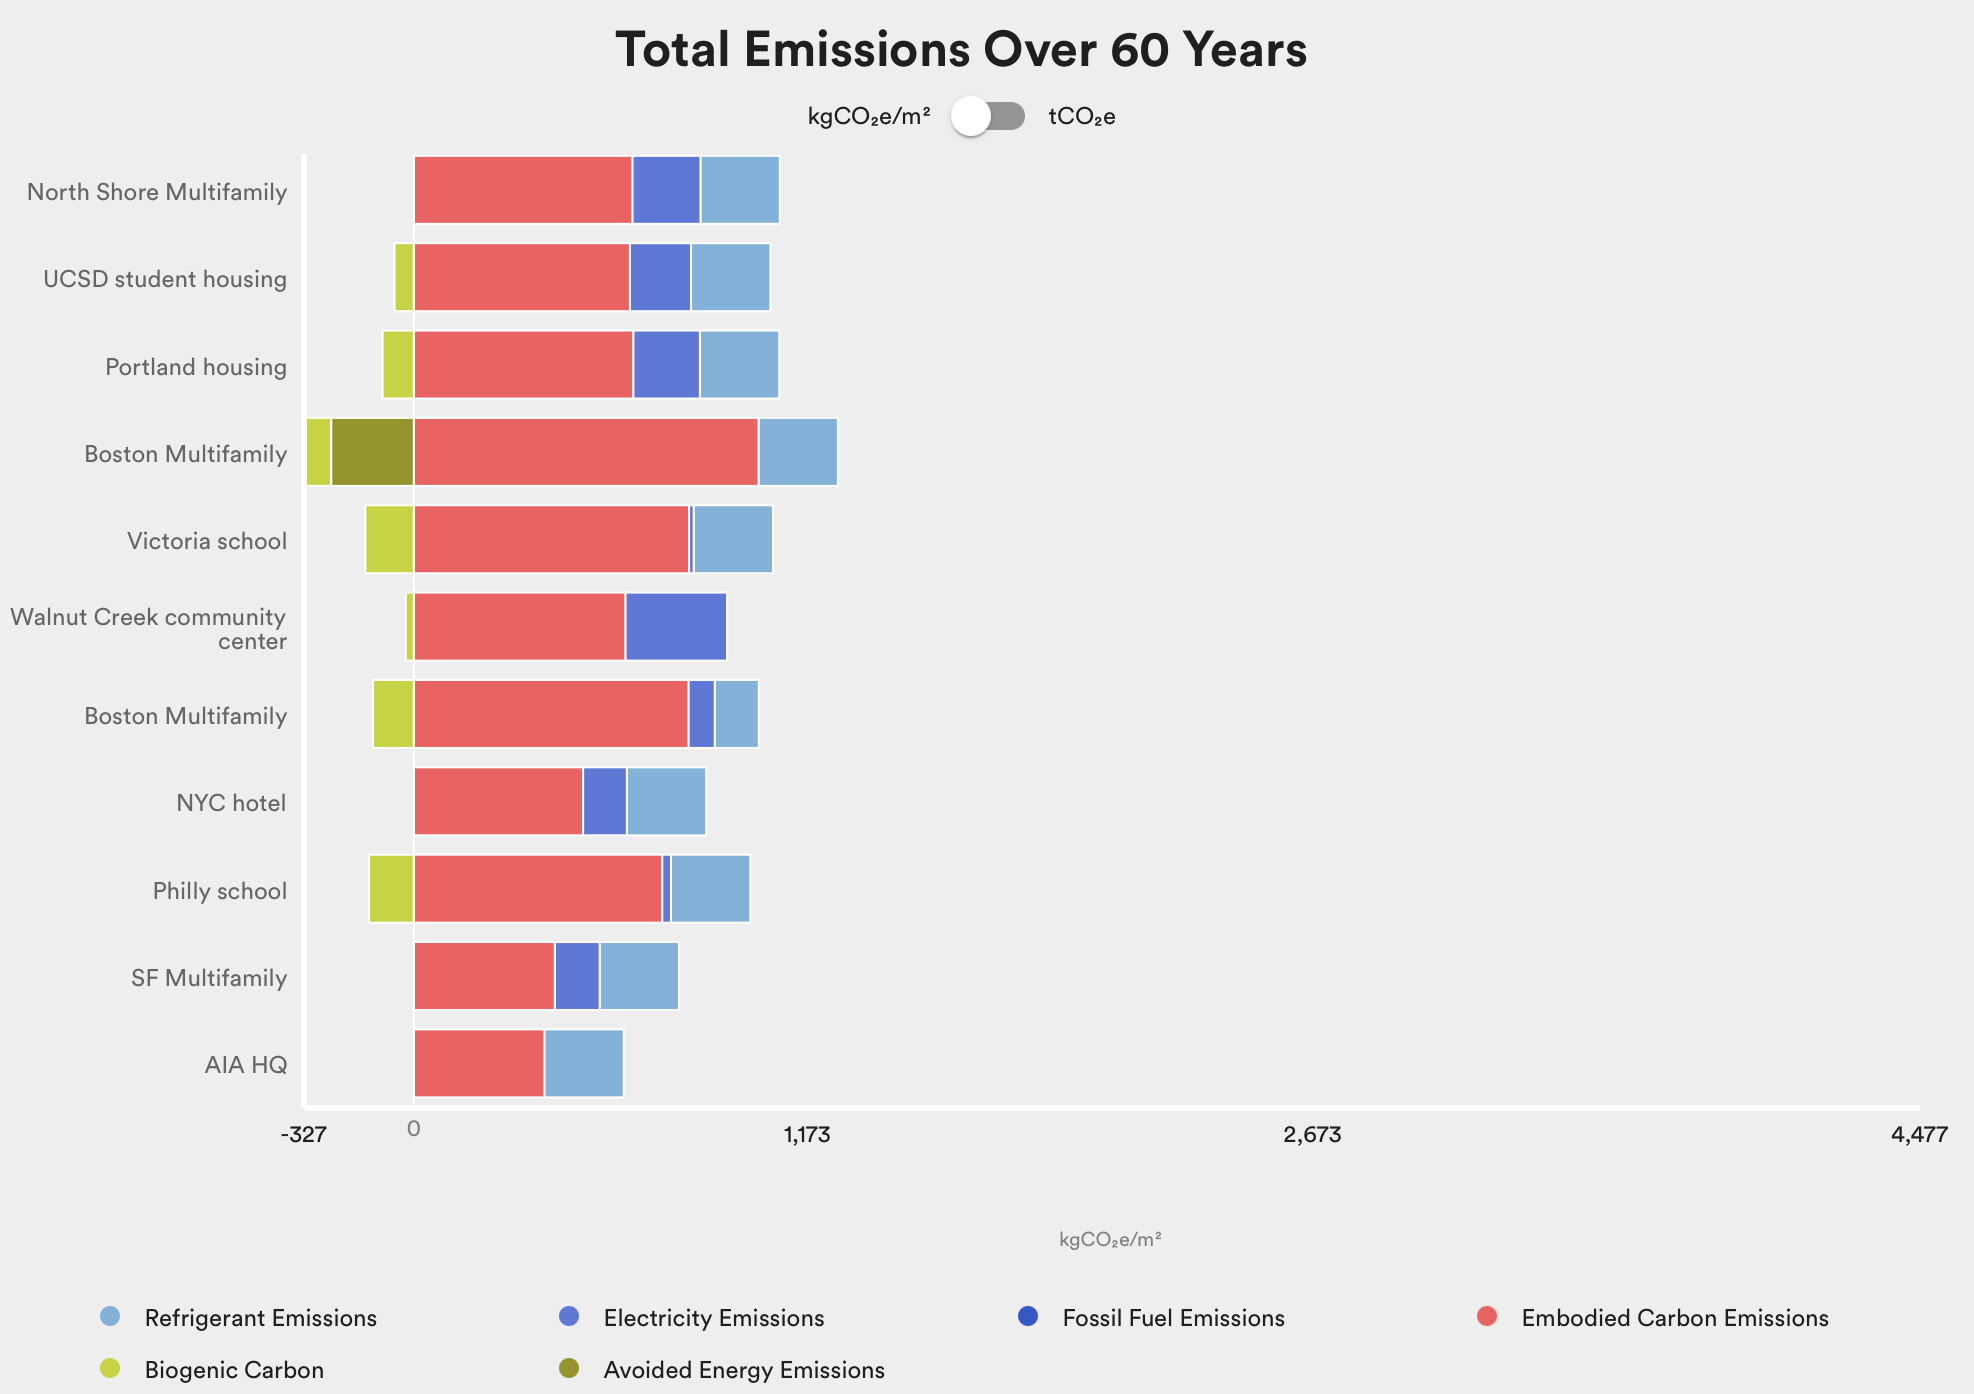 Total Emissions Over 60 Years
kgCO₂e/m² tCO₂e
North Shore Multifamily
UCSD student housing
Portland housing
Boston Multifamily
Victoria school
Walnut Creek community
center
Boston Multifamily
NYC hotel
Philly school
SF Multifamily
AIA HQ
-327 0 1,173 2,673 4,477
kgCO₂e/m²
Refrigerant Emissions Electricity Emissions Fossil Fuel Emissions Embodied Carbon Emissions
Biogenic Carbon Avoided Energy Emissions